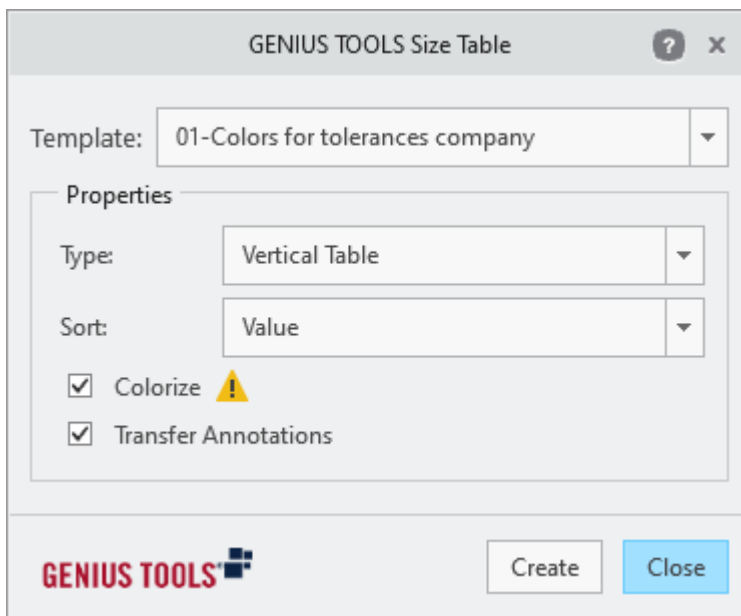 GENIUS TOOLS Size Table
Template: 01-Colors for tolerances company
Properties
Type: Vertical Table
Sort: Value
Colorize
Transfer Annotations
GENIUS TOOLS Create Close